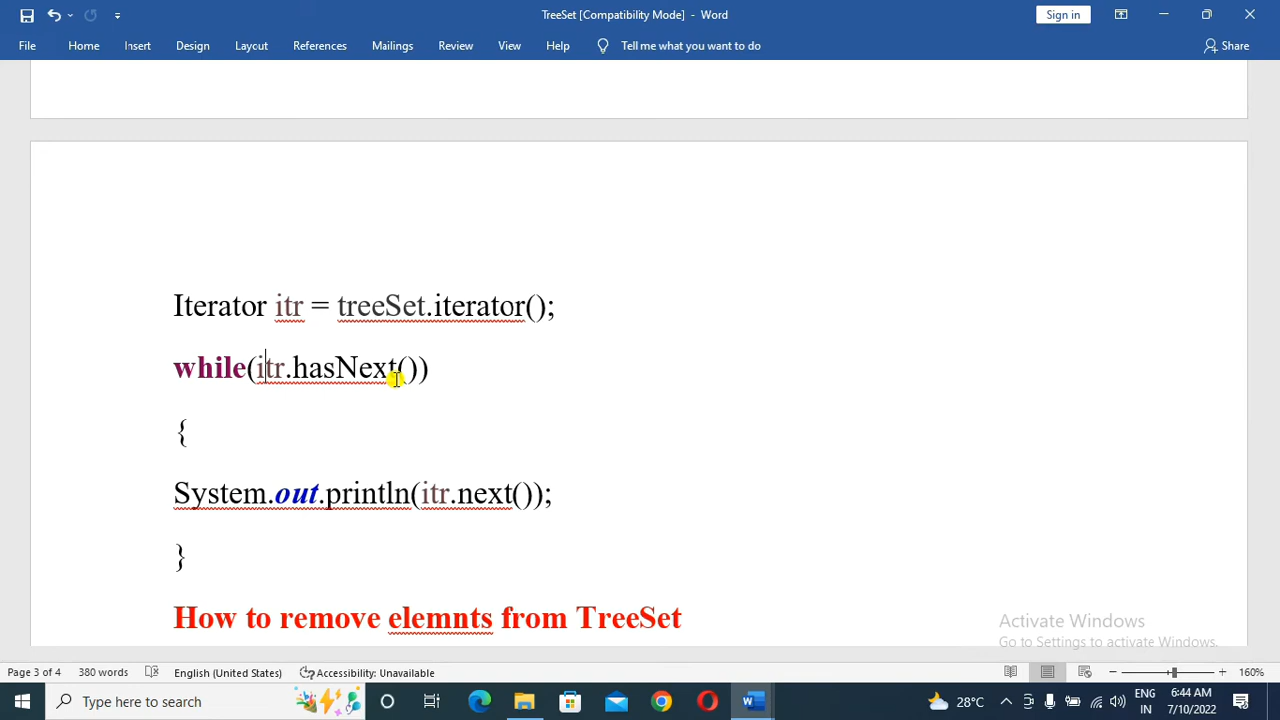 TreeSet [Compatibility Mode] - Word
Sign in
File Home Insert Design Layout References Mailings Review View Help Tell me what you want to do Share
Iterator itr = treeSet.iterator();
while(itr.hasNext())
{
System.out.println(itr.next());
}
How to remove elemnts from TreeSet
Activate Windows
Go to Settings to activate Windows.
Page 3 of 4 380 words English (United States) Accessibility: Unavailable 160%
Type here to search 28°C ENG 6:44 AM
IN 7/10/2022